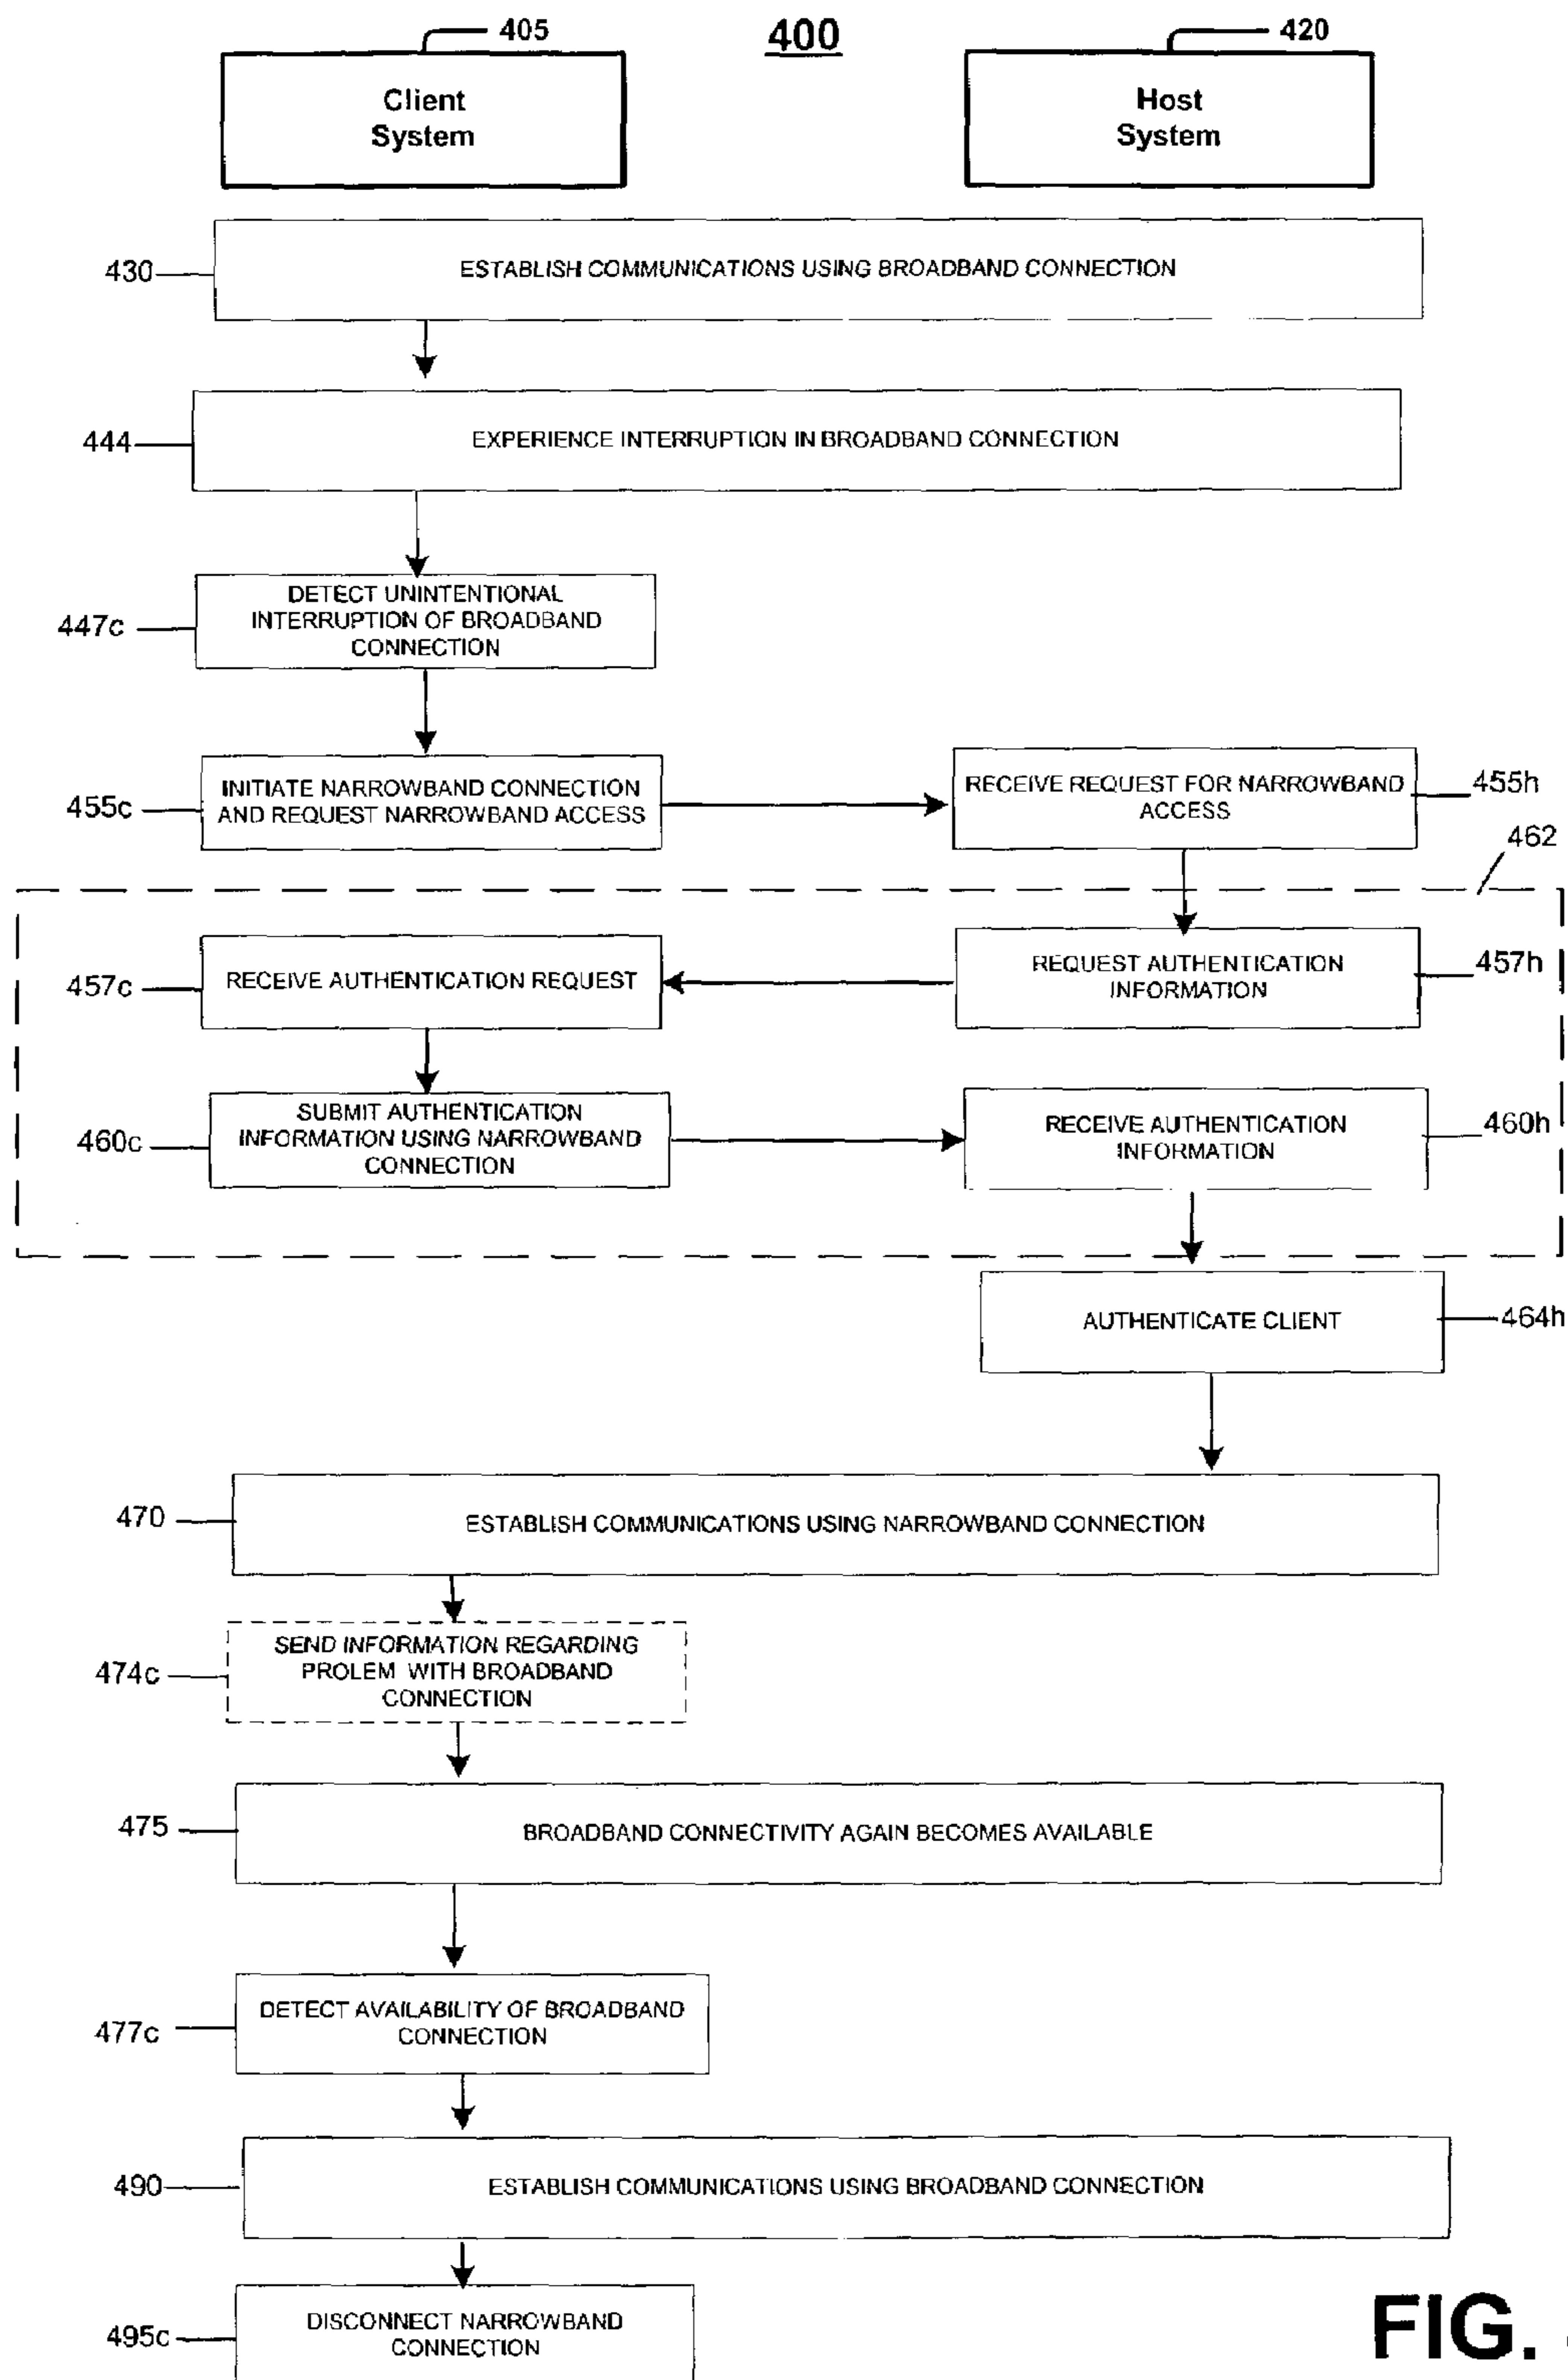 405
400
420
Client
System
Host
System
430
ESTABLISH COMMUNICATIONS USING BROADBAND CONNECTION
444
EXPERIENCE INTERRUPTION IN BROADBAND CONNECTION
447c
DETECT UNINTENTIONAL
INTERRUPTION OF BROADBAND
CONNECTION
455c
INITIATE NARROWBAND CONNECTION
AND REQUEST NARROWBAND ACCESS
RECEIVE REQUEST FOR NARROWBAND
ACCESS
455h
462
457c
RECEIVE AUTHENTICATION REQUEST
REQUEST AUTHENTICATION
INFORMATION
457h
460c
SUBMIT AUTHENTICATION
INFORMATION USING NARROWBAND
CONNECTION
RECEIVE AUTHENTICATION
INFORMATION
460h
AUTHENTICATE CLIENT
464h
470
ESTABLISH COMMUNICATIONS USING NARROWBAND CONNECTION
474c
SEND INFORMATION REGARDING
PROLEM WITH BROADBAND
CONNECTION
475
BROADBAND CONNECTIVITY AGAIN BECOMES AVAILABLE
477c
DETECT AVAILABILITY OF BROADBAND
CONNECTION
490
ESTABLISH COMMUNICATIONS USING BROADBAND CONNECTION
495c
DISCONNECT NARROWBAND
CONNECTION
FIG.